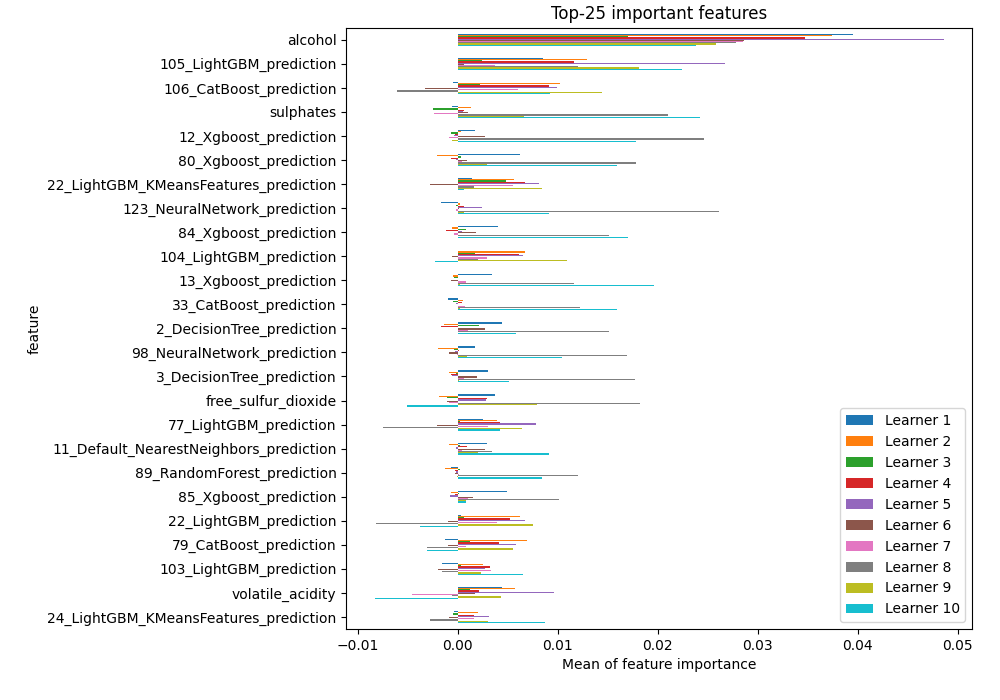 Top-25 important features
alcohol
105_LightGBM_prediction
106_CatBoost_prediction
sulphates
12_Xgboost_prediction
80_Xgboost_prediction
22_LightGBM_KMeansFeatures_prediction
123_NeuralNetwork_prediction
84_Xgboost_prediction
104_LightGBM_prediction
13_Xgboost_prediction
33_CatBoost_prediction
2_DecisionTree_prediction
98_NeuralNetwork_prediction
3_DecisionTree_prediction
free_sulfur_dioxide
77_LightGBM_prediction
11_Default_NearestNeighbors_prediction
89_RandomForest_prediction
85_Xgboost_prediction
22_LightGBM_prediction
79_CatBoost_prediction
103_LightGBM_prediction
volatile_acidity
24_LightGBM_KMeansFeatures_prediction
feature
Learner 1
Learner 2
Learner 3
Learner 4
Learner 5
Learner 6
Learner 7
Learner 8
Learner 9
Learner 10
−0.01 0.00 0.01 0.02 0.03 0.04 0.05
Mean of feature importance